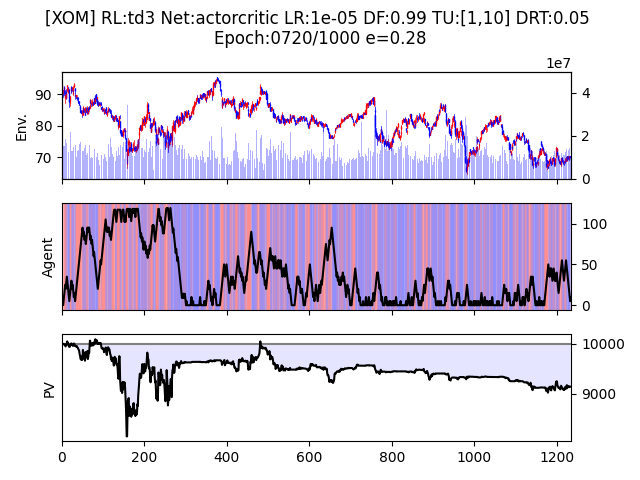 [XOM] RL:td3 Net:actorcritic LR:1e-05 DF:0.99 TU:[1,10] DRT:0.05
Epoch:0720/1000 e=0.28
1e7
Env.
90
80
70
4
2
0
Agent
100
50
0
PV
10000
9000
0 200 400 600 800 1000 1200